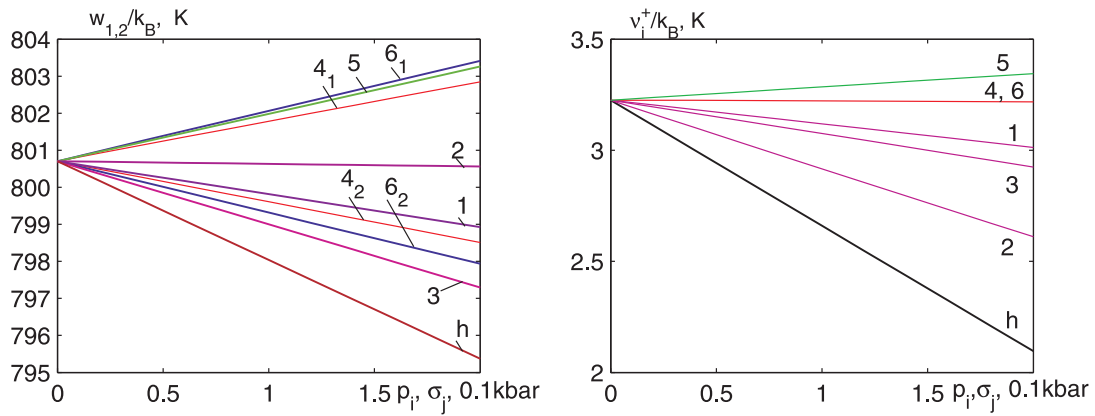 w1,2/kB, K
804
803
802
801
800
799
798
797
796
795
0 0.5 1 1.5 pi, σj, 0.1kbar
41 5 61
2
42 62 1
3
h
νi+/kB, K
3.5
3
2.5
2
0 0.5 1 1.5 pi,σj, 0.1kbar
5
4, 6
1
3
2
h